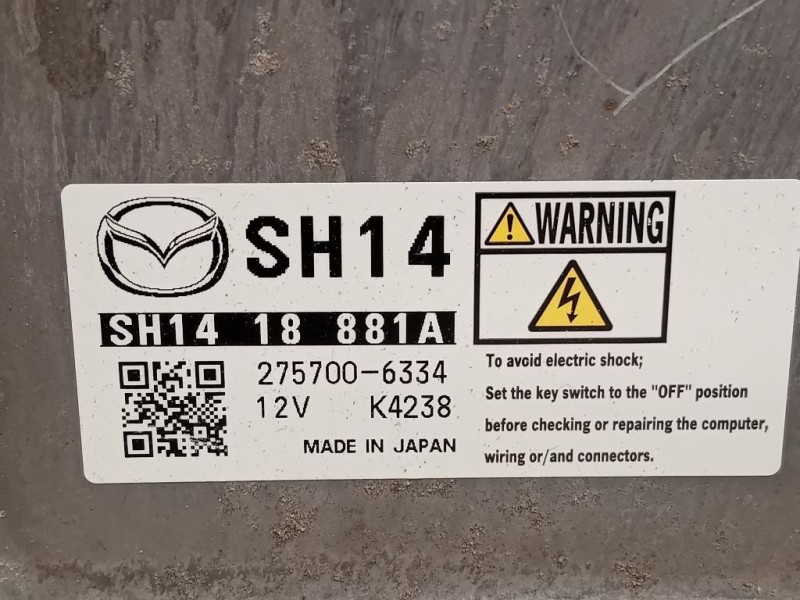 SH14
SH14 18 881A
275700-6334
12V K4238
MADE IN JAPAN
WARNING
To avoid electric shock;
Set the key switch to the "OFF" position
before checking or repairing the computer,
wiring or/and connectors.